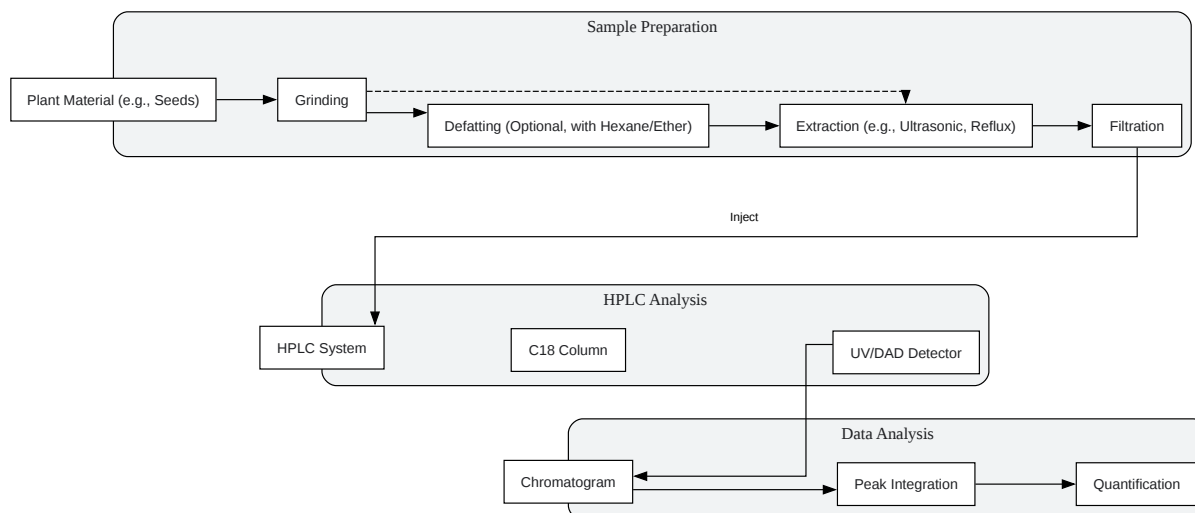 Sample Preparation
Plant Material (e.g., Seeds)
Grinding
Defatting (Optional, with Hexane/Ether)
Extraction (e.g., Ultrasonic, Reflux)
Filtration
Inject
HPLC Analysis
HPLC System
C18 Column
UV/DAD Detector
Data Analysis
Chromatogram
Peak Integration
Quantification